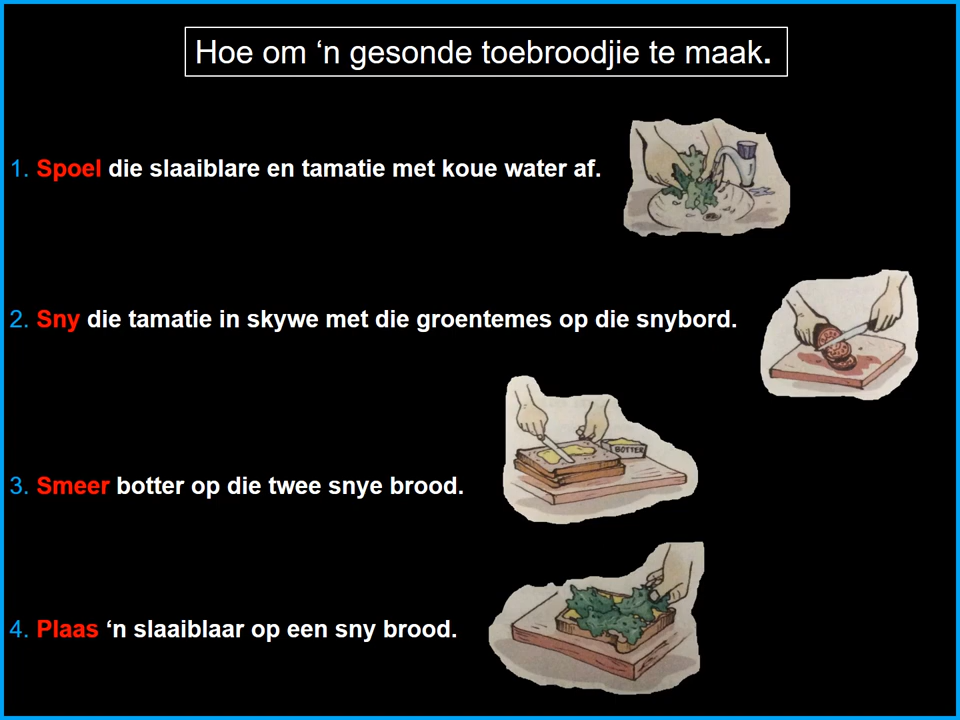 Hoe om ‘n gesonde toebroodjie te maak.
1. Spoel die slaaiblare en tamatie met koue water af.
2. Sny die tamatie in skywe met die groentemes op die snybord.
BOTTER
3. Smeer botter op die twee snye brood.
4. Plaas ‘n slaaiblaar op een sny brood.